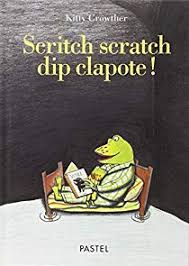 Kitty Crowther
Scritch scratch
dip clapote !
PASTEL